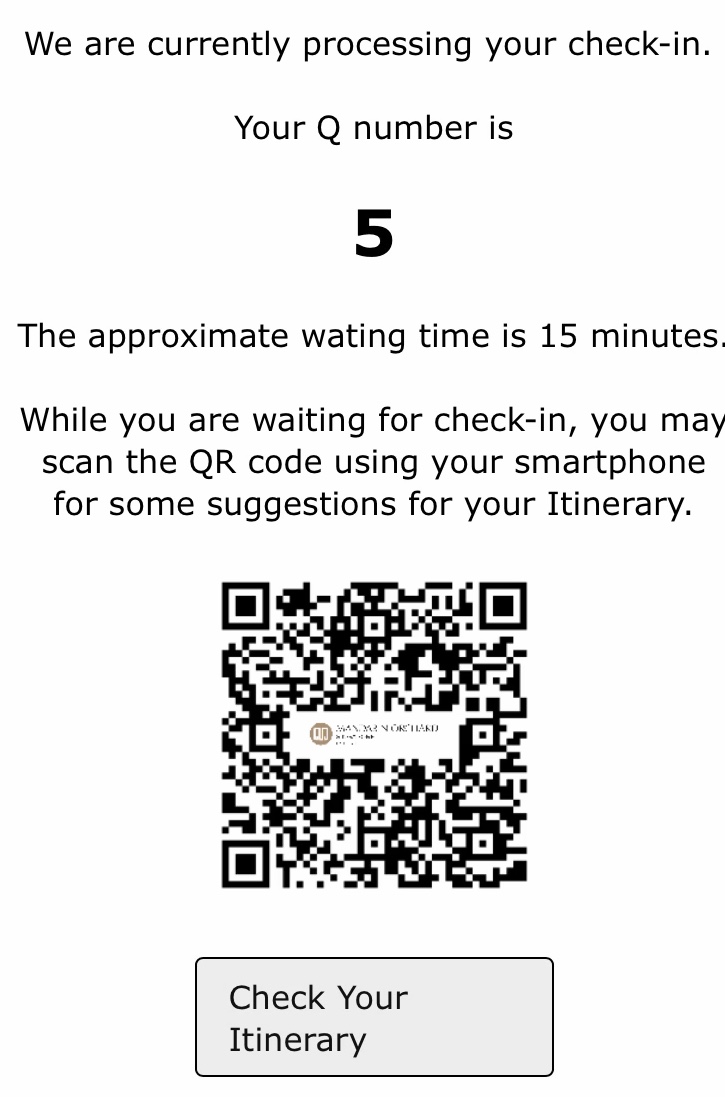 We are currently processing your check-in.
Your Q number is
5
The approximate wating time is 15 minutes.
While you are waiting for check-in, you may
scan the QR code using your smartphone
for some suggestions for your Itinerary.
MANDARIN ORCHARD
Check Your
Itinerary